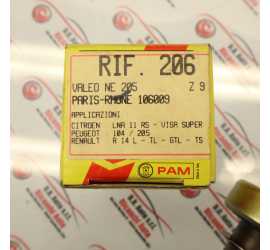 RIF. 206
VALEO NE 205 Z 9
PARIS-RHONE 106009
APPLICAZIONI
CITROEN LNA 11 RS - VISA SUPER
PEUGEOT 104 / 205
RENAULT R 14 L - TL - GTL - TS
PAM